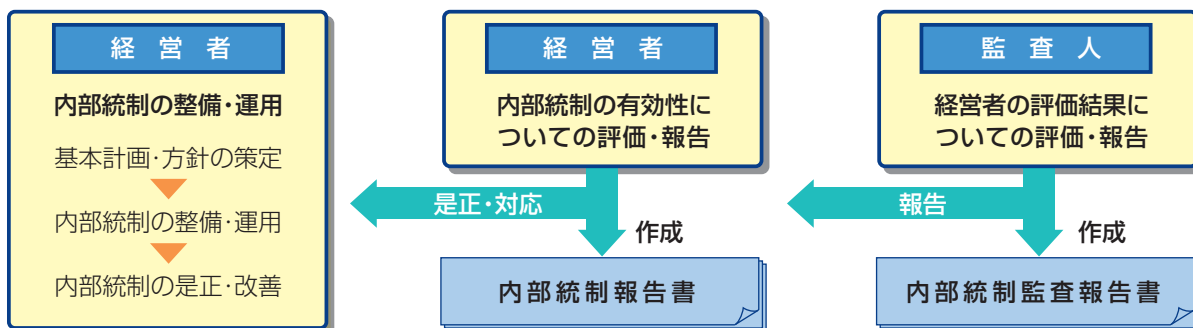 経営者
内部統制の整備・運用
基本計画・方針の策定
内部統制の整備・運用
内部統制の是正・改善
経営者
内部統制の有効性に
ついての評価・報告
是正・対応
作成
内部統制報告書
監査人
経営者の評価結果に
ついての評価・報告
報告
作成
内部統制監査報告書